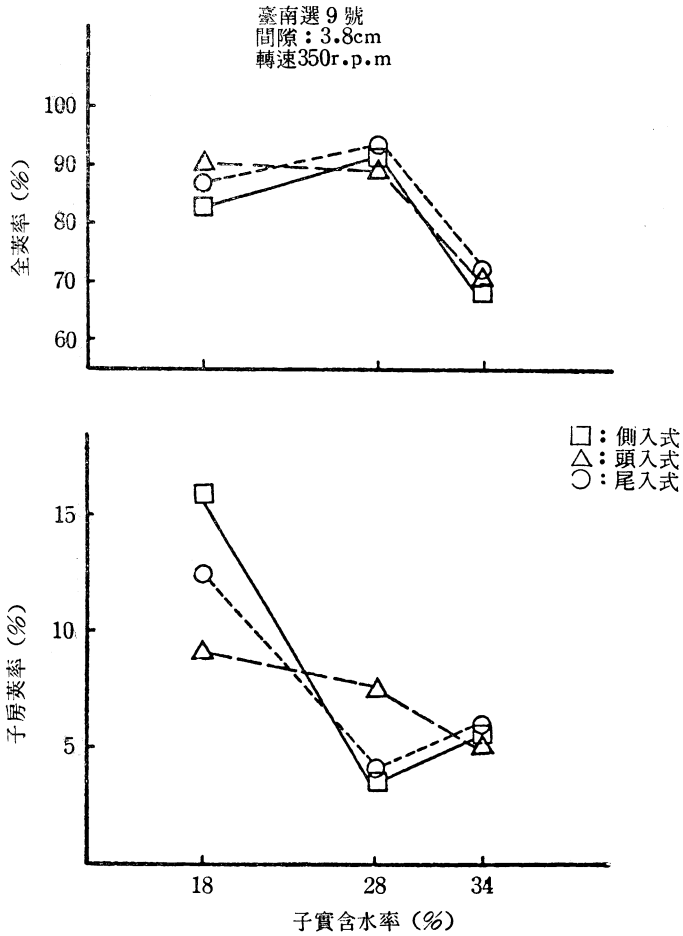 臺南選9號
間隙：3.8cm
轉速350r.p.m
全莢率(%)
100
90
80
70
60
□：側入式
△：頭入式
○：尾入式
子房莢率(%)
15
10
5
18 28 34
子實含水率(%)